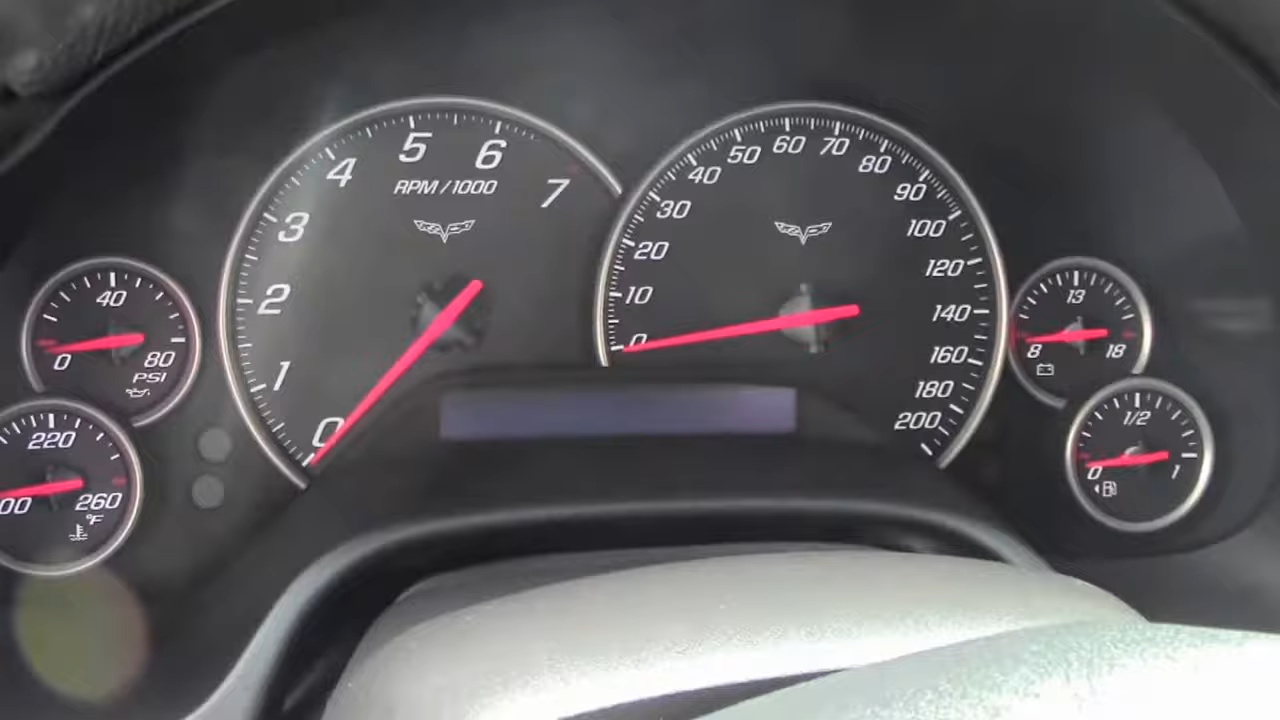 0 1 2 3 4 5 6 7
RPM/1000
0 10 20 30 40 50 60 70 80 90 100 120 140 160 180 200
0 40 80
PSI
220 260
°F
8 13 18
0 1/2 1